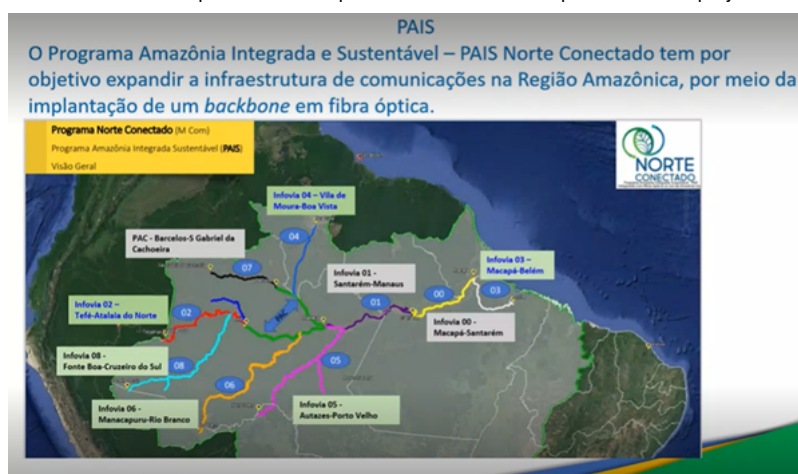 PAIS
O Programa Amazônia Integrada e Sustentável – PAIS Norte Conectado tem por
objetivo expandir a infraestrutura de comunicações na Região Amazônica, por meio da
implantação de um backbone em fibra óptica.
Programa Norte Conectado (M Com)
Programa Amazônia Integrada Sustentável (PAIS)
Visão Geral
NORTE
CONECTADO
Infovia 04 – Vila de
Moura-Boa Vista
PAC - Barcelos-S Gabriel da
Cachoeira
04
07
Infovia 01 -
Santarém-Manaus
Infovia 03 –
Macapá-Belém
Infovia 02 –
Tefé-Atalaia do Norte
02
PAC
01
00
03
Infovia 00 -
Macapá-Santarém
Infovia 08 -
Fonte Boa-Cruzeiro do Sul
08
06
05
Infovia 06 -
Manacapuru-Rio Branco
Infovia 05 -
Autazes-Porto Velho